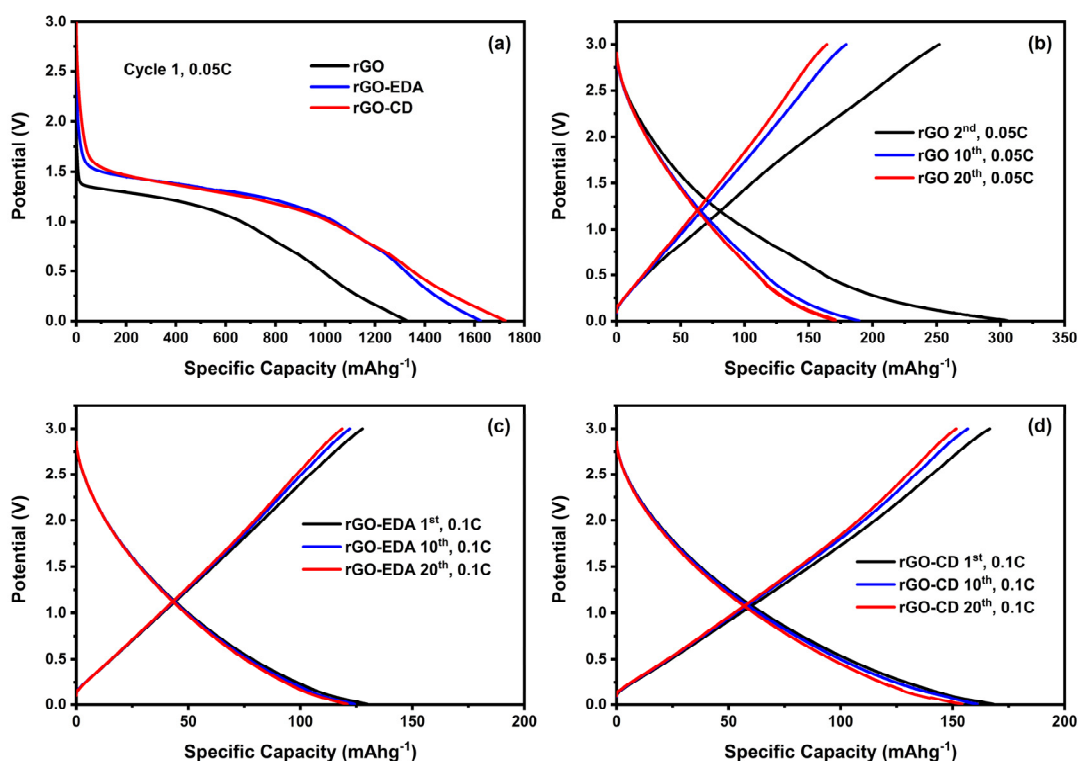 (a)
Cycle 1, 0.05C
rGO
rGO-EDA
rGO-CD
Potential (V)
3.0
2.5
2.0
1.5
1.0
0.5
0.0
0 200 400 600 800 1000 1200 1400 1600 1800
Specific Capacity (mAhg⁻¹)
(b)
rGO 2ⁿᵈ, 0.05C
rGO 10ᵗʰ, 0.05C
rGO 20ᵗʰ, 0.05C
Potential (V)
3.0
2.5
2.0
1.5
1.0
0.5
0.0
0 50 100 150 200 250 300 350
Specific Capacity (mAhg⁻¹)
(c)
rGO-EDA 1ˢᵗ, 0.1C
rGO-EDA 10ᵗʰ, 0.1C
rGO-EDA 20ᵗʰ, 0.1C
Potential (V)
3.0
2.5
2.0
1.5
1.0
0.5
0.0
0 50 100 150 200
Specific Capacity (mAhg⁻¹)
(d)
rGO-CD 1ˢᵗ, 0.1C
rGO-CD 10ᵗʰ, 0.1C
rGO-CD 20ᵗʰ, 0.1C
Potential (V)
3.0
2.5
2.0
1.5
1.0
0.5
0.0
0 50 100 150 200
Specific Capacity (mAhg⁻¹)